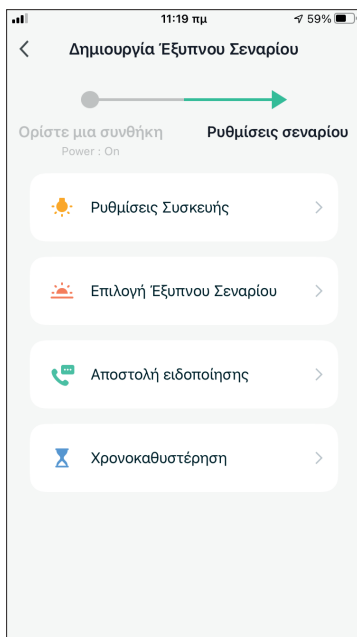 11:19 πμ
59%
Δημιουργία Έξυπνου Σεναρίου
Ορίστε μια συνθήκη
Ρυθμίσεις σεναρίου
Power : On
Ρυθμίσεις Συσκευής
Επιλογή Έξυπνου Σεναρίου
Αποστολή ειδοποίησης
Χρονοκαθυστέρηση